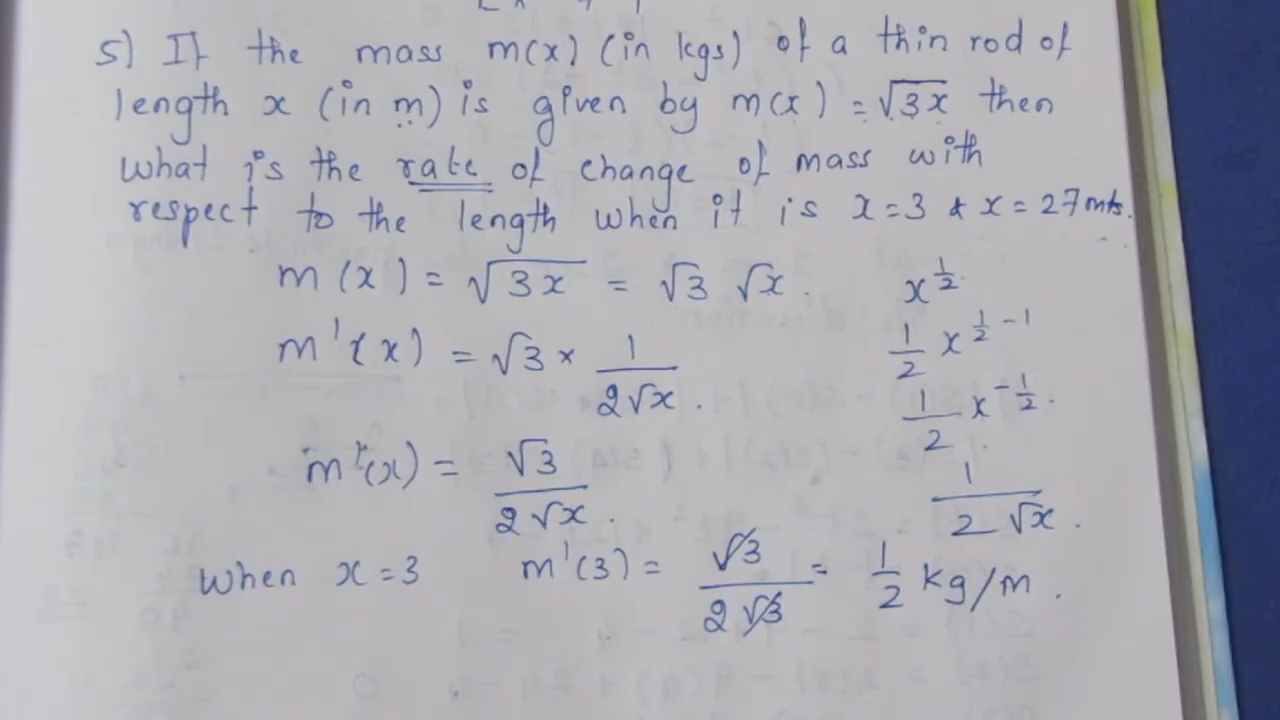 5) If the mass m(x) (in kgs) of a thin rod of
length x (in m) is given by m(x) = √3x then
what is the rate of change of mass with
respect to the length when it is x=3 & x=27mts.
m(x) = √3x = √3 √x.
x^(1/2)
m'(x) = √3 × 1/(2√x).
1/2 x^(1/2 -1)
1/2 x^(-1/2).
m'(x) = √3/(2√x).
1/(2√x).
when x=3 m'(3) = √3/(2√3) = 1/2 kg/m.